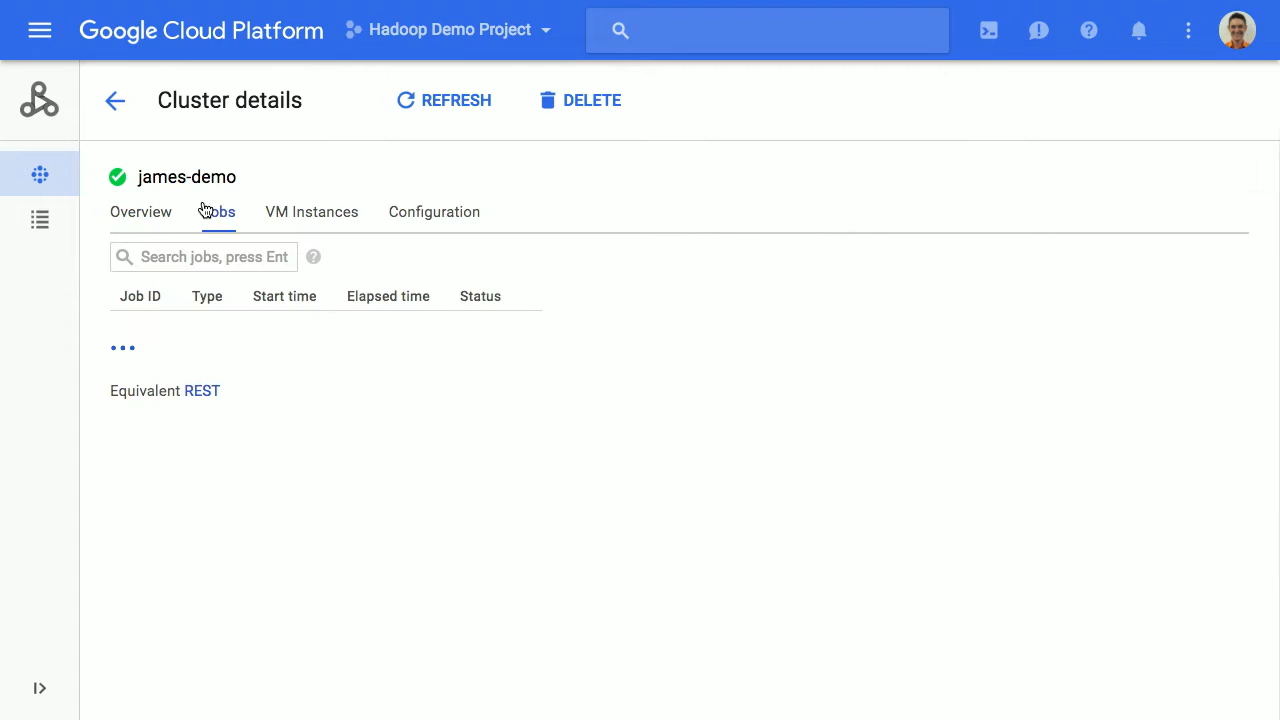 Google Cloud Platform Hadoop Demo Project
Cluster details REFRESH DELETE
james-demo
Overview Jobs VM Instances Configuration
Search jobs, press Ent
Job ID Type Start time Elapsed time Status
Equivalent REST